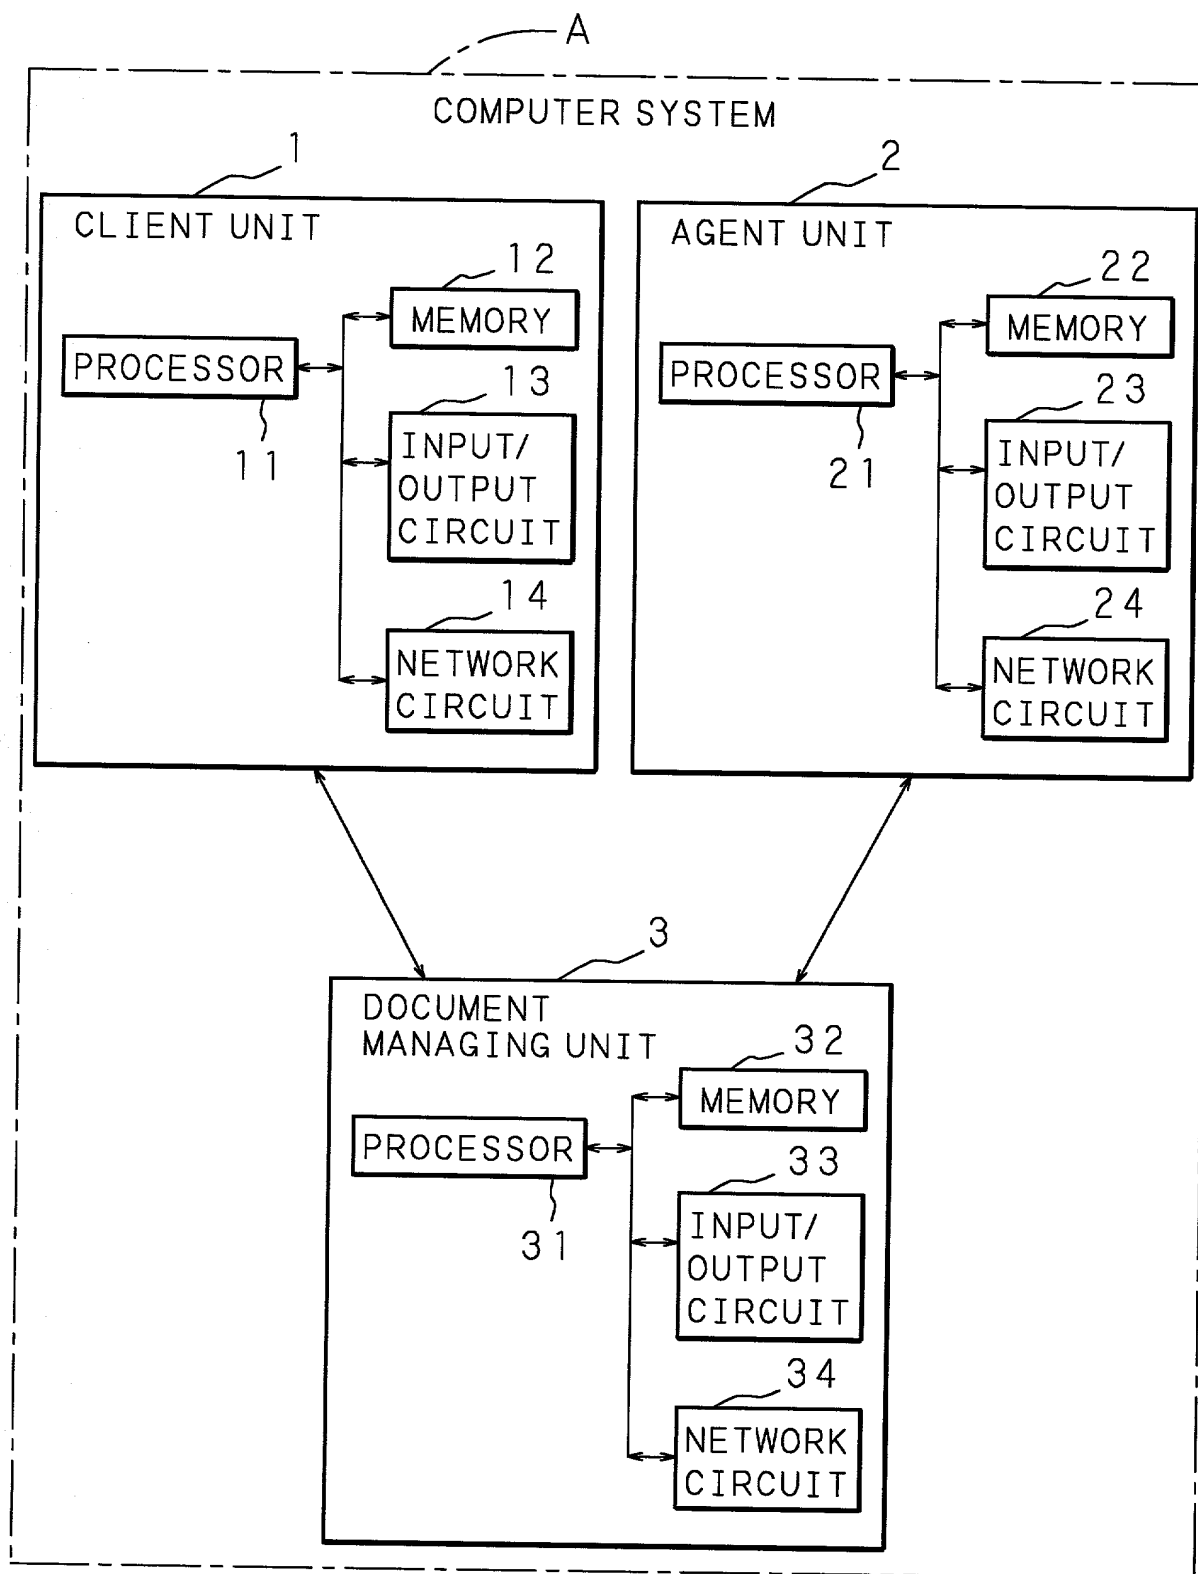 A
COMPUTER SYSTEM
1
CLIENT UNIT
12
MEMORY
PROCESSOR
11
13
INPUT/
OUTPUT
CIRCUIT
14
NETWORK
CIRCUIT
2
AGENT UNIT
22
MEMORY
PROCESSOR
21
23
INPUT/
OUTPUT
CIRCUIT
24
NETWORK
CIRCUIT
3
DOCUMENT
MANAGING UNIT
32
MEMORY
PROCESSOR
31
33
INPUT/
OUTPUT
CIRCUIT
34
NETWORK
CIRCUIT